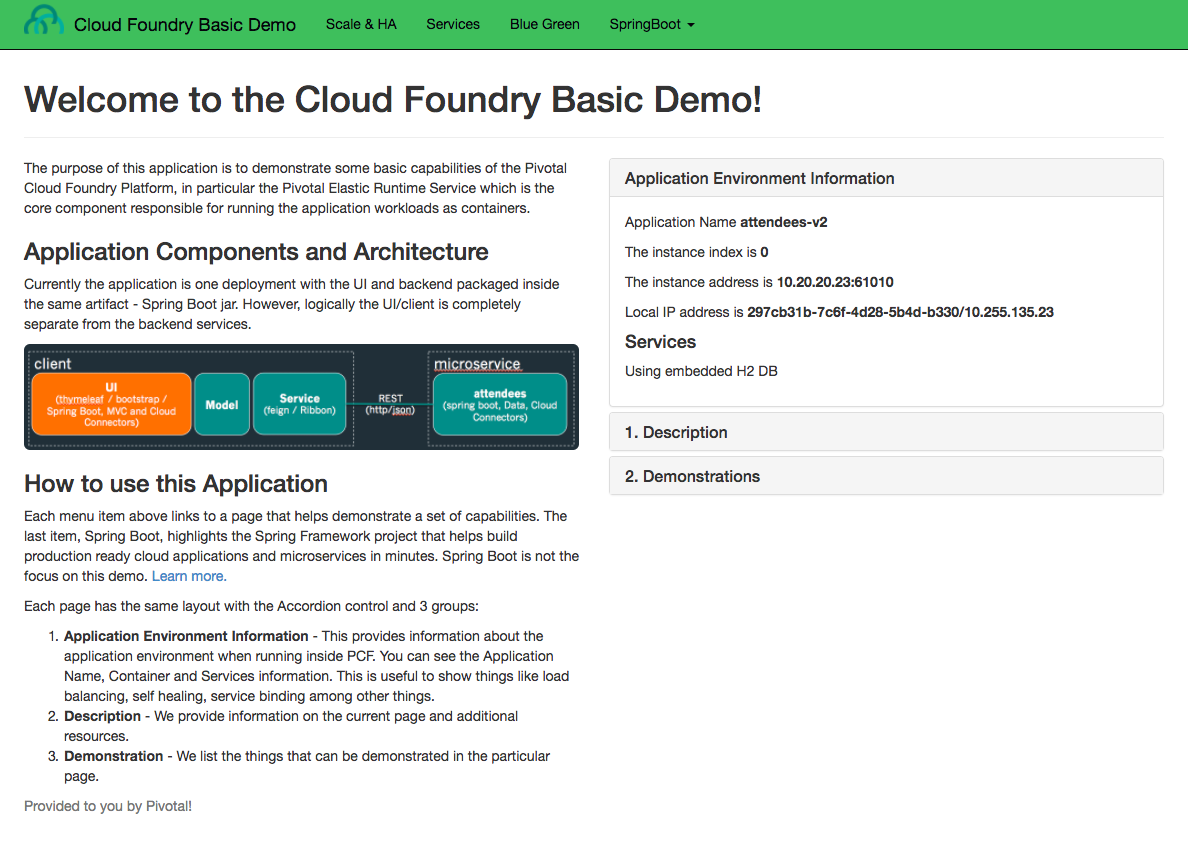 Cloud Foundry Basic Demo Scale & HA Services Blue Green SpringBoot
Welcome to the Cloud Foundry Basic Demo!
The purpose of this application is to demonstrate some basic capabilities of the Pivotal
Cloud Foundry Platform, in particular the Pivotal Elastic Runtime Service which is the
core component responsible for running the application workloads as containers.
Application Components and Architecture
Currently the application is one deployment with the UI and backend packaged inside
the same artifact - Spring Boot jar. However, logically the UI/client is completely
separate from the backend services.
client
UI
(thymeleaf / bootstrap /
Spring Boot, MVC and Cloud
Connectors)
Model
Service
(feign / Ribbon)
REST
(http/json)
microservice
attendees
(spring boot, Data, Cloud
Connectors)
How to use this Application
Each menu item above links to a page that helps demonstrate a set of capabilities. The
last item, Spring Boot, highlights the Spring Framework project that helps build
production ready cloud applications and microservices in minutes. Spring Boot is not the
focus on this demo. Learn more.
Each page has the same layout with the Accordion control and 3 groups:
1. Application Environment Information - This provides information about the
application environment when running inside PCF. You can see the Application
Name, Container and Services information. This is useful to show things like load
balancing, self healing, service binding among other things.
2. Description - We provide information on the current page and additional
resources.
3. Demonstration - We list the things that can be demonstrated in the particular
page.
Provided to you by Pivotal!
Application Environment Information
Application Name attendees-v2
The instance index is 0
The instance address is 10.20.20.23:61010
Local IP address is 297cb31b-7c6f-4d28-5b4d-b330/10.255.135.23
Services
Using embedded H2 DB
1. Description
2. Demonstrations